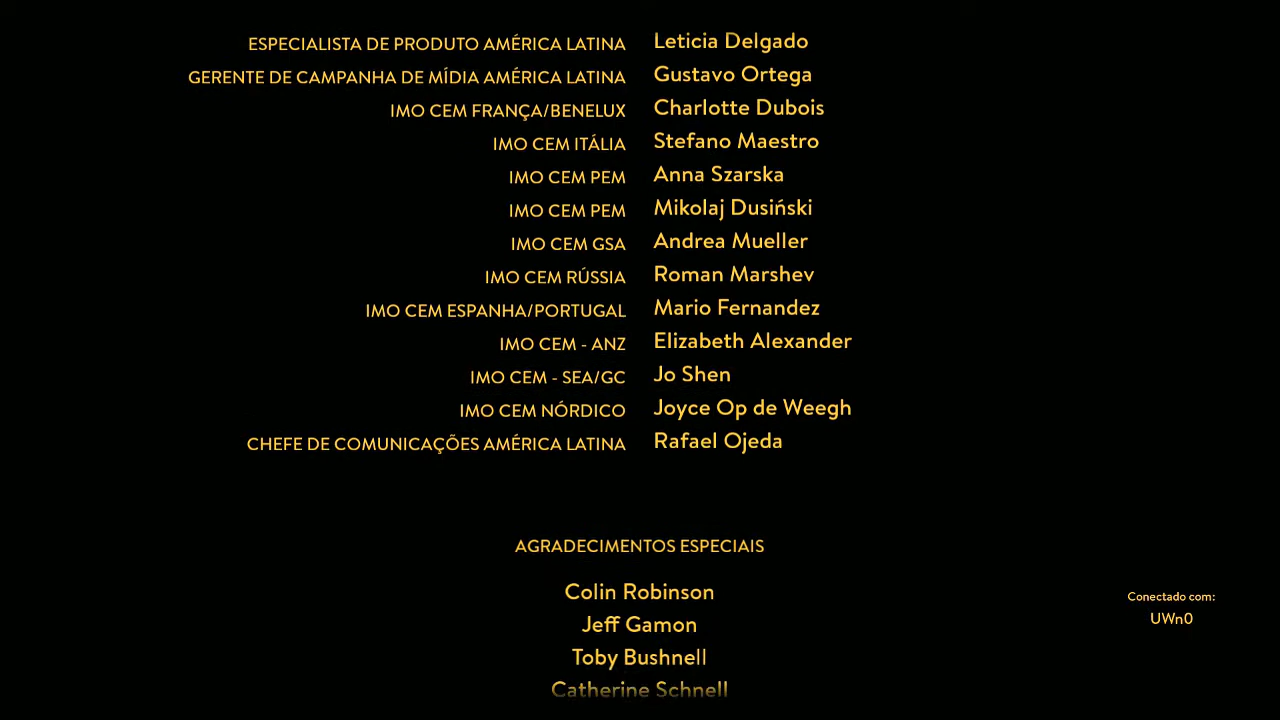 ESPECIALISTA DE PRODUTO AMÉRICA LATINA Leticia Delgado
GERENTE DE CAMPANHA DE MÍDIA AMÉRICA LATINA Gustavo Ortega
IMO CEM FRANÇA/BENELUX Charlotte Dubois
IMO CEM ITÁLIA Stefano Maestro
IMO CEM PEM Anna Szarska
IMO CEM PEM Mikolaj Dusiński
IMO CEM GSA Andrea Mueller
IMO CEM RÚSSIA Roman Marshev
IMO CEM ESPANHA/PORTUGAL Mario Fernandez
IMO CEM - ANZ Elizabeth Alexander
IMO CEM - SEA/GC Jo Shen
IMO CEM NÓRDICO Joyce Op de Weegh
CHEFE DE COMUNICAÇÕES AMÉRICA LATINA Rafael Ojeda
AGRADECIMENTOS ESPECIAIS
Colin Robinson
Jeff Gamon
Toby Bushnell
Catherine Schnell
Conectado com:
UWn0